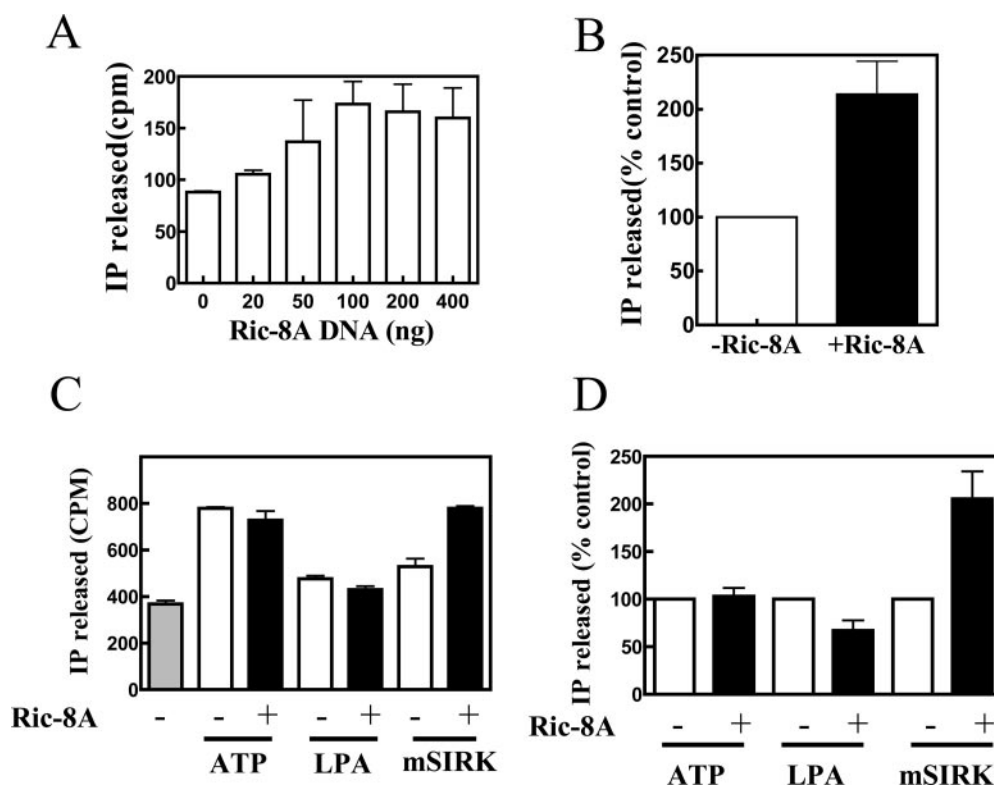 A
IP released(cpm)
200
150
100
50
0
0 20 50 100 200 400
Ric-8A DNA (ng)
B
IP released(% control)
250
200
150
100
50
0
-Ric-8A +Ric-8A
C
IP released (CPM)
800
600
400
200
0
Ric-8A - - + - + - +
ATP LPA mSIRK
D
IP released (% control)
250
200
150
100
50
0
Ric-8A - + - + - +
ATP LPA mSIRK